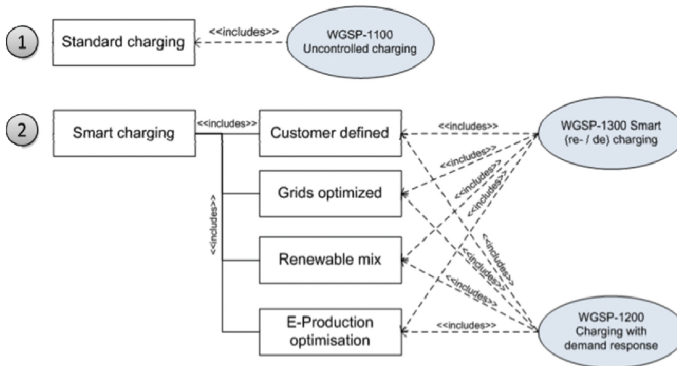 1
Standard charging
<<includes>>
WGSP-1100
Uncontrolled charging
2
Smart charging
<<includes>>
Customer defined
<<includes>>
WGSP-1300 Smart
(re- / de) charging
<<includes>>
Grids optimized
<<includes>>
<<includes>>
<<includes>>
<<includes>>
Renewable mix
<<includes>>
<<includes>>
<<includes>>
E-Production
optimisation
<<includes>>
WGSP-1200
Charging with
demand response